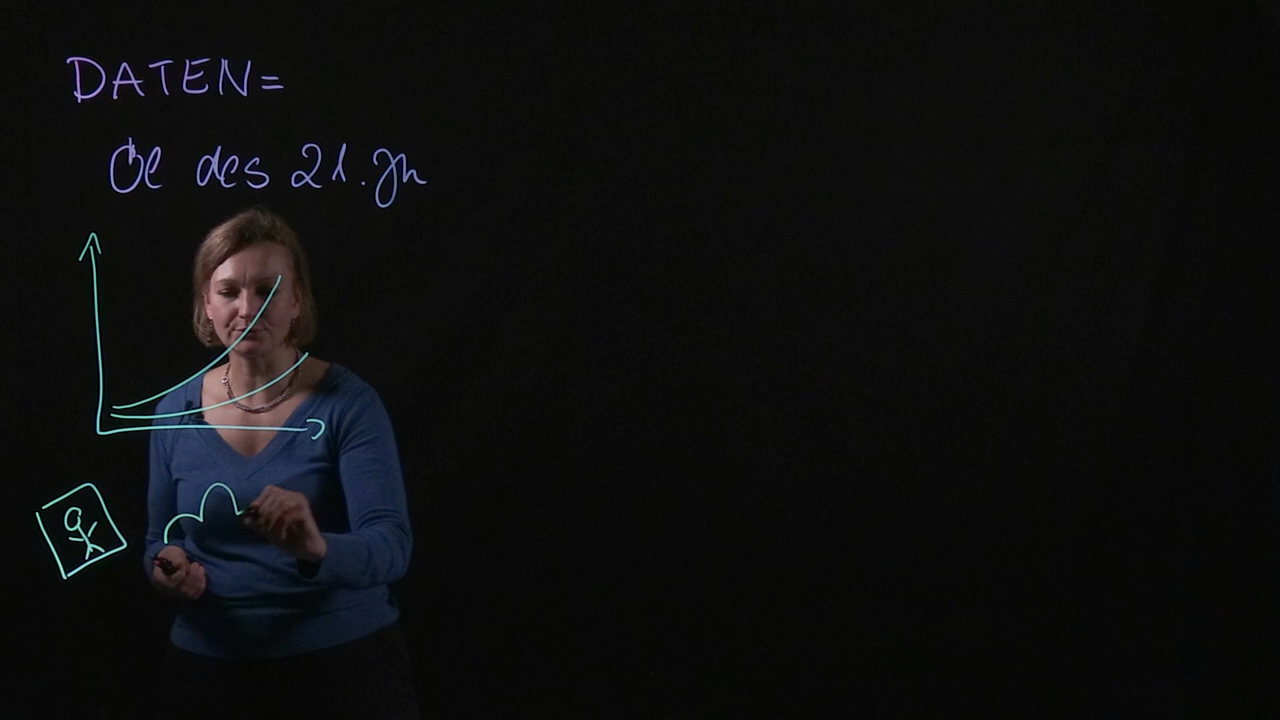 DATEN=
Öl des 21. Jh